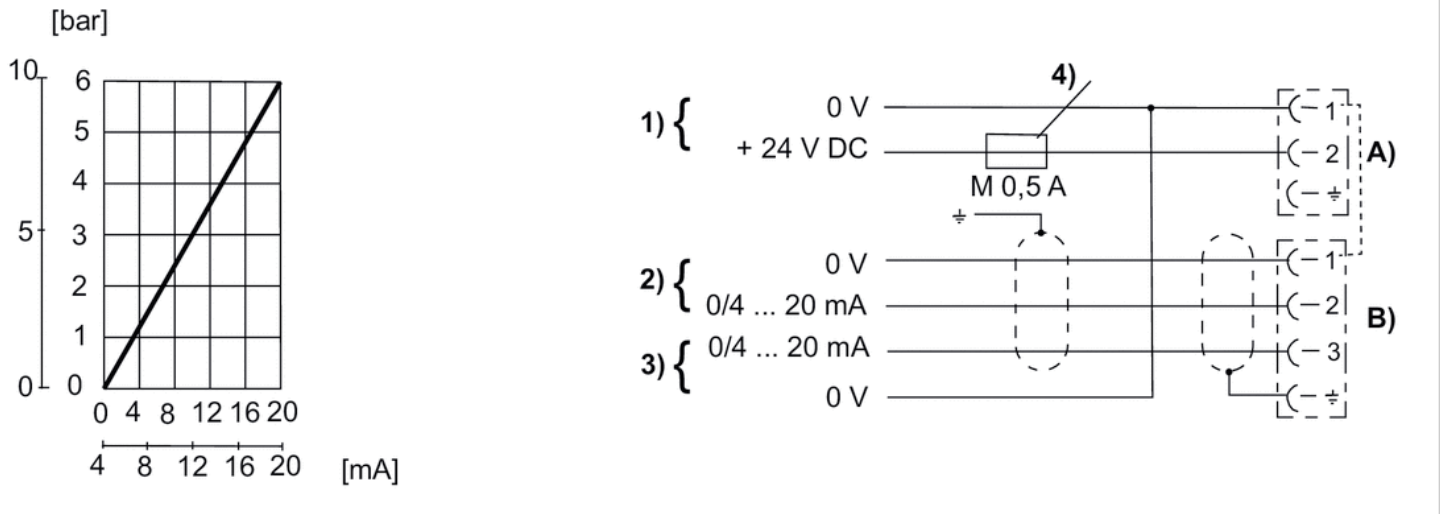 [bar]
10
5
0
6
5
4
3
2
1
0
0 4 8 12 16 20
4 8 12 16 20 [mA]
4)
1) { 0 V
+ 24 V DC
M 0,5 A
1
2
A)
2) { 0 V
0/4 ... 20 mA
3) { 0/4 ... 20 mA
0 V
1
2
3
B)